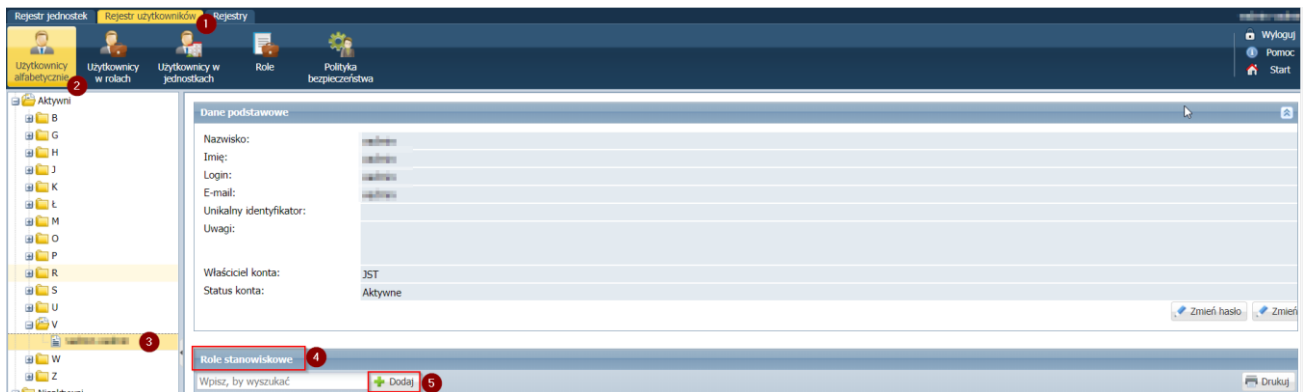 Rejestr jednostek Rejestr użytkowników Rejestry
1
Wyloguj
Pomoc
Start
Użytkownicy alfabetycznie
Użytkownicy w rolach
Użytkownicy w jednostkach
Role
Polityka bezpieczeństwa
2
Aktywni
B
G
H
J
K
Ł
M
O
P
R
S
U
V
3
W
Z
Nieaktywni
Dane podstawowe
Nazwisko:
Imię:
Login:
E-mail:
Unikalny identyfikator:
Uwagi:
Właściciel konta: JST
Status konta: Aktywne
Zmień hasło Zmień
Role stanowiskowe 4
Wpisz, by wyszukać Dodaj 5 Drukuj